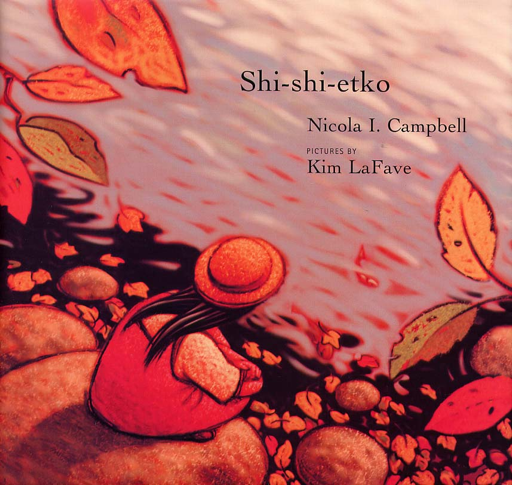 Shi-shi-etko
Nicola I. Campbell
PICTURES BY
Kim LaFave